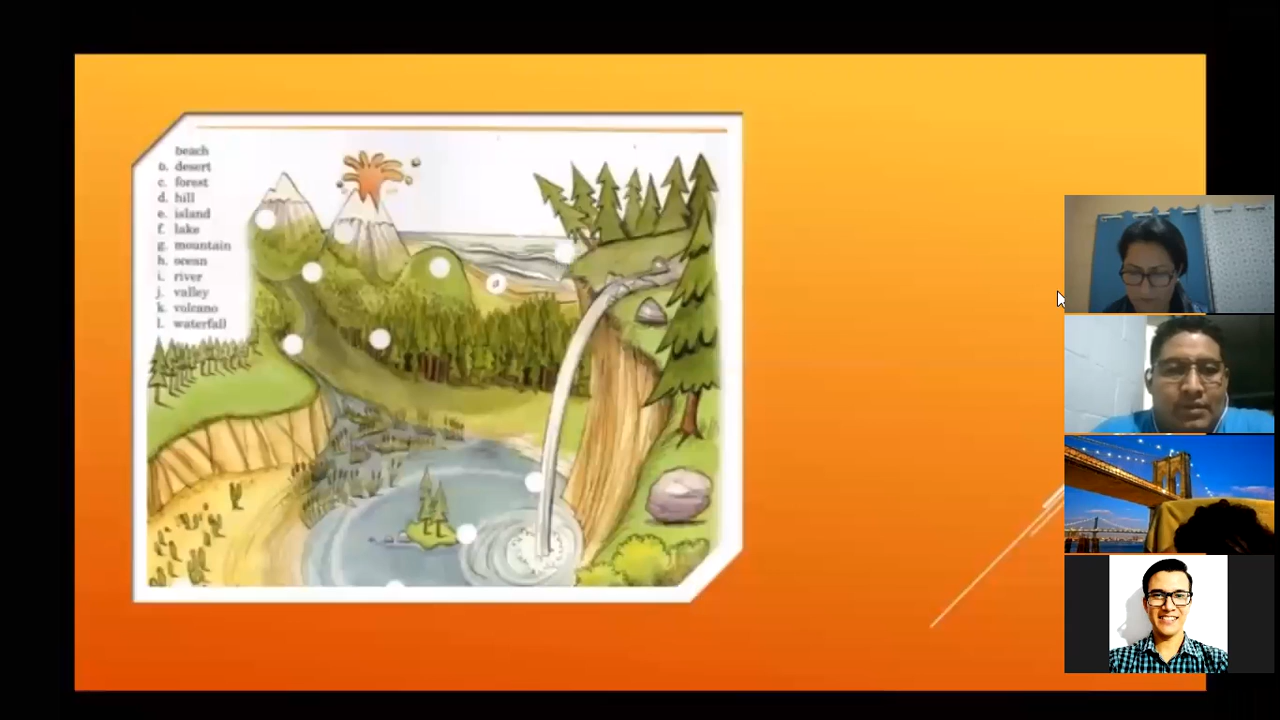 beach
b. desert
c. forest
d. hill
e. island
f. lake
g. mountain
h. ocean
i. river
j. valley
k. volcano
l. waterfall
a